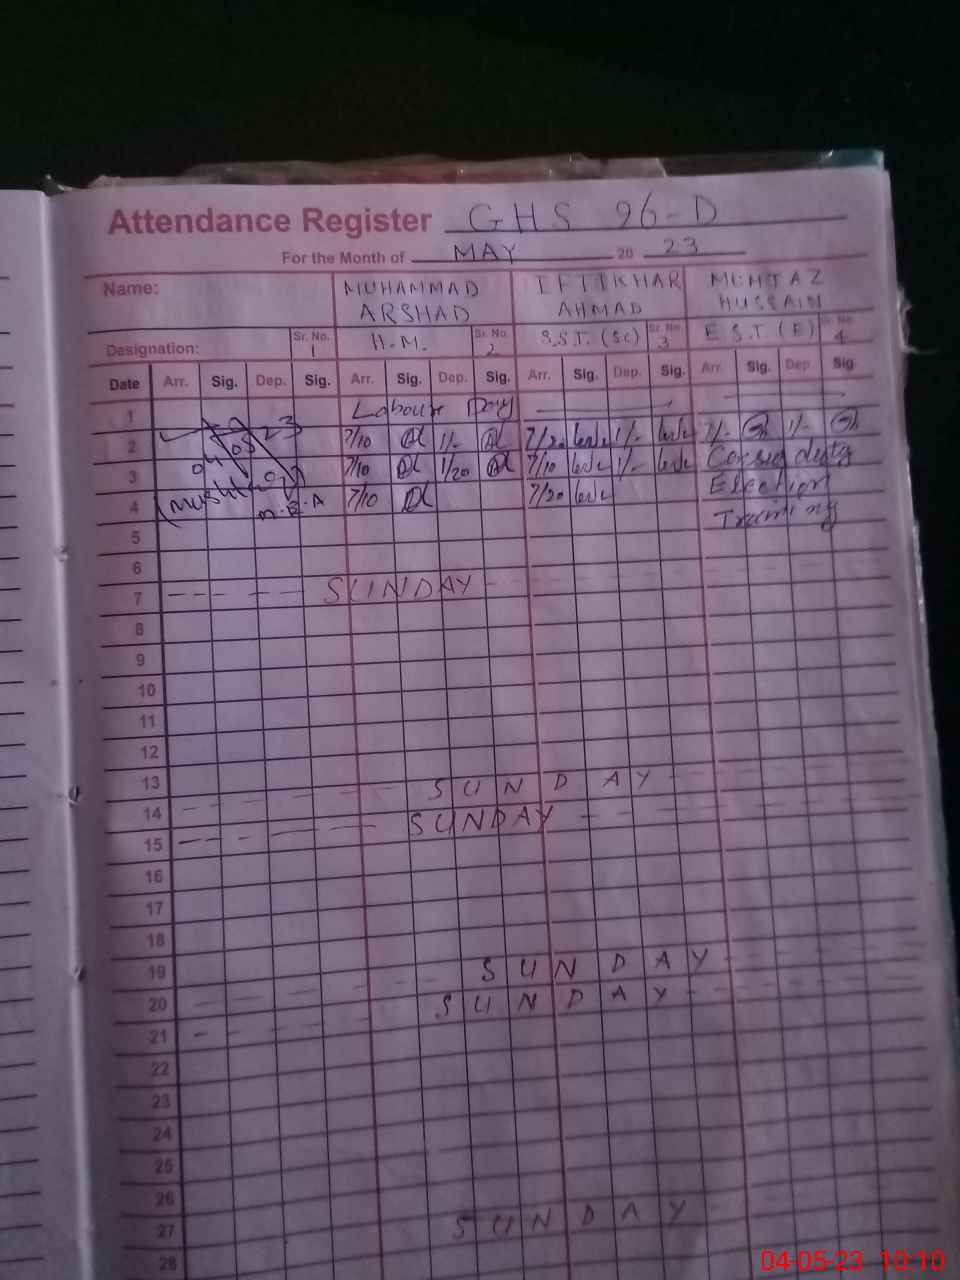 Attendance Register GHS 96-D
For the Month of MAY 20 23
Name: MUHAMMAD ARSHAD IFTIKHAR AHMAD MUMTAZ HUSSAIN
Designation: Sr. No. 1 H.M. Sr. No. 2 S.S.T. (SC) Sr. No. 3 E.S.T. (E) Sr. No. 4
Date Arr. Sig. Dep. Sig. Arr. Sig. Dep. Sig. Arr. Sig. Dep. Sig. Arr. Sig. Dep. Sig
1 Labour Day
2 04 05 23 7/10 1/- 7/20 1/- 7/- 1/-
3 7/10 1/20 7/10 1/- duty
4 M.E.A 7/10 7/20 Election
5 Training
6
7 SUNDAY
8
9
10
11
12
13 SUNDAY
14 SUNDAY
15
16
17
18
19 SUNDAY
20 SUNDAY
21
22
23
24
25
26
27 SUNDAY
28
04-05-23 10:10